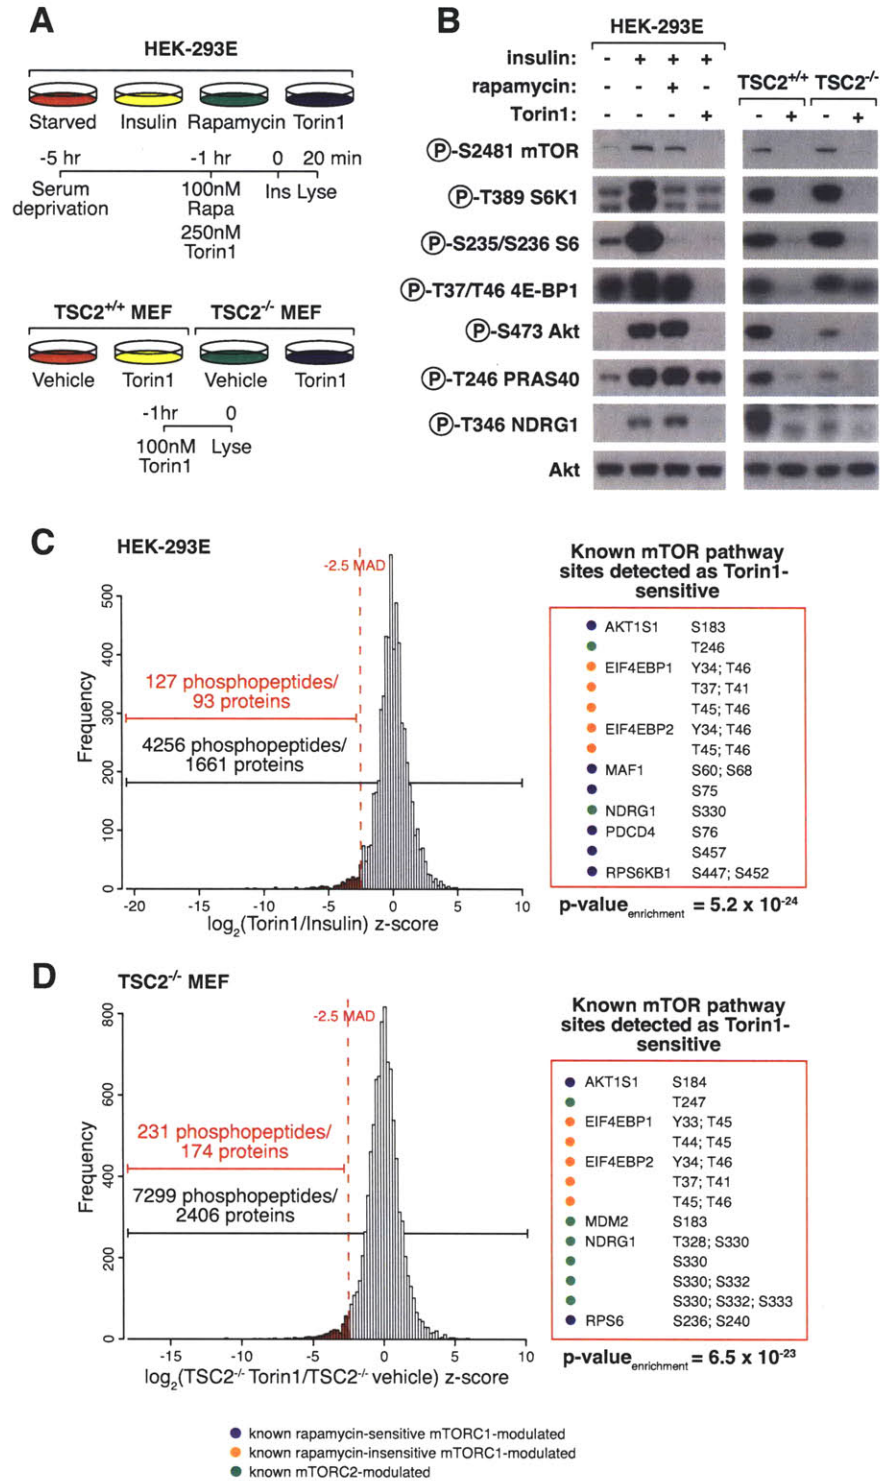 A
HEK-293E
Starved Insulin Rapamycin Torin1
-5 hr -1 hr 0 20 min
Serum deprivation 100nM Rapa 250nM Torin1 Ins Lyse
TSC2+/+ MEF TSC2-/- MEF
Vehicle Torin1 Vehicle Torin1
-1hr 0
100nM Torin1 Lyse
B
HEK-293E
insulin: - + + +
rapamycin: - - + -
TSC2+/+ TSC2-/-
Torin1: - - - + - + - +
P-S2481 mTOR
P-T389 S6K1
P-S235/S236 S6
P-T37/T46 4E-BP1
P-S473 Akt
P-T246 PRAS40
P-T346 NDRG1
Akt
C
HEK-293E
-2.5 MAD
Frequency
500
400
300
200
100
0
127 phosphopeptides/
93 proteins
4256 phosphopeptides/
1661 proteins
-20 -15 -10 -5 0 5 10
log2(Torin1/Insulin) z-score
Known mTOR pathway
sites detected as Torin1-
sensitive
AKT1S1 S183
T246
EIF4EBP1 Y34; T46
T37; T41
T45; T46
EIF4EBP2 Y34; T46
T45; T46
MAF1 S60; S68
S75
NDRG1 S330
PDCD4 S76
S457
RPS6KB1 S447; S452
p-value enrichment = 5.2 x 10-24
D
TSC2-/- MEF
-2.5 MAD
Frequency
800
600
400
200
0
231 phosphopeptides/
174 proteins
7299 phosphopeptides/
2406 proteins
-15 -10 -5 0 5 10
log2(TSC2-/- Torin1/TSC2-/- vehicle) z-score
Known mTOR pathway
sites detected as Torin1-
sensitive
AKT1S1 S184
T247
EIF4EBP1 Y33; T45
T44; T45
EIF4EBP2 Y34; T46
T37; T41
T45; T46
MDM2 S183
NDRG1 T328; S330
S330
S330; S332
S330; S332; S333
RPS6 S236; S240
p-value enrichment = 6.5 x 10-23
known rapamycin-sensitive mTORC1-modulated
known rapamycin-insensitive mTORC1-modulated
known mTORC2-modulated